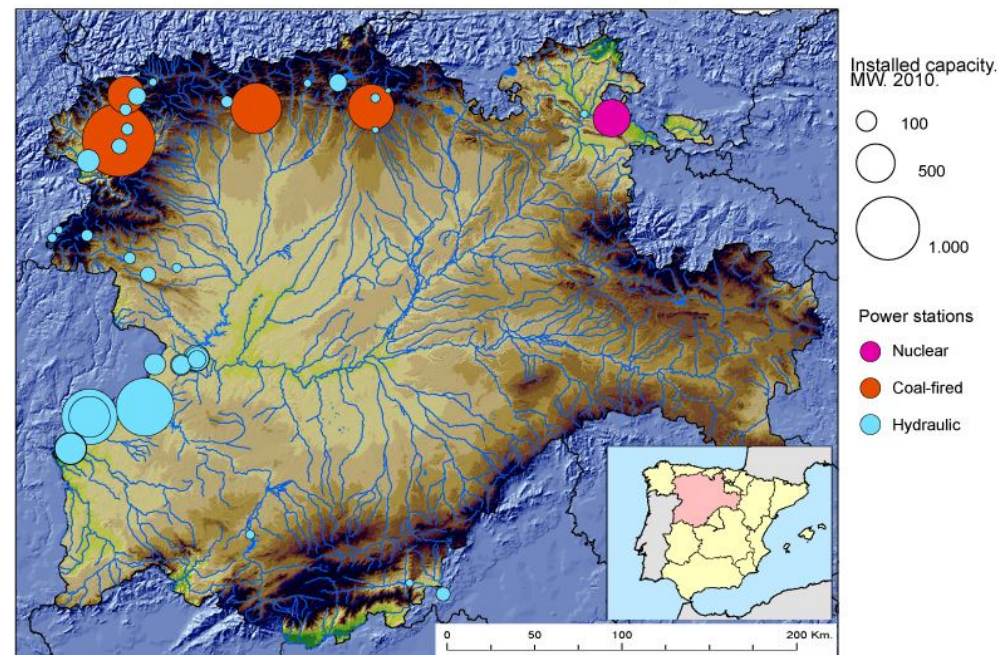 Installed capacity.
MW. 2010.
100
500
1.000
Power stations
Nuclear
Coal-fired
Hydraulic
0 50 100 200 Km.